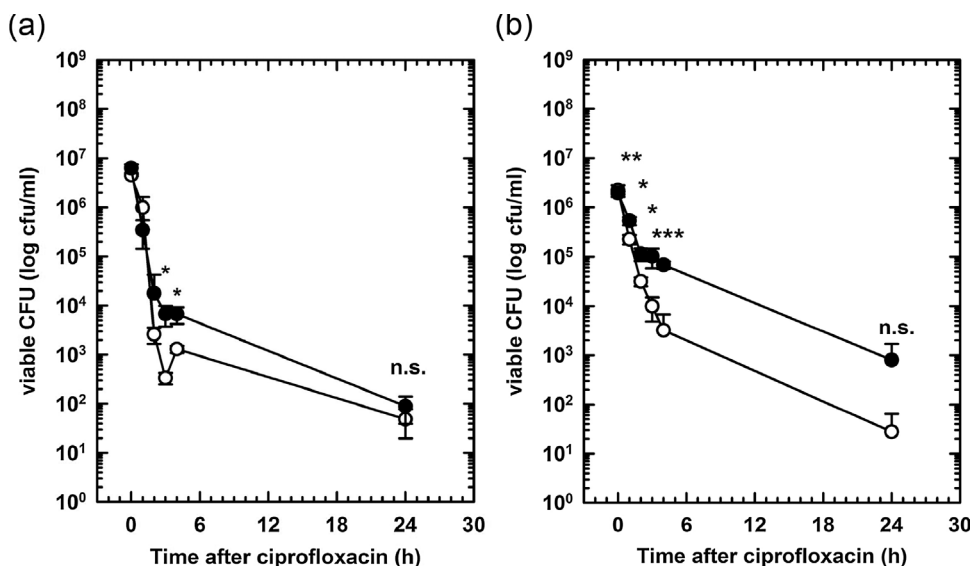 (a)
10⁹
10⁸
10⁷
10⁶
10⁵
10⁴
10³
10²
10¹
10⁰
viable CFU (log cfu/ml)
*
*
n.s.
0 6 12 18 24 30
Time after ciprofloxacin (h)
(b)
10⁹
10⁸
10⁷
10⁶
10⁵
10⁴
10³
10²
10¹
10⁰
viable CFU (log cfu/ml)
**
*
*
***
n.s.
0 6 12 18 24 30
Time after ciprofloxacin (h)